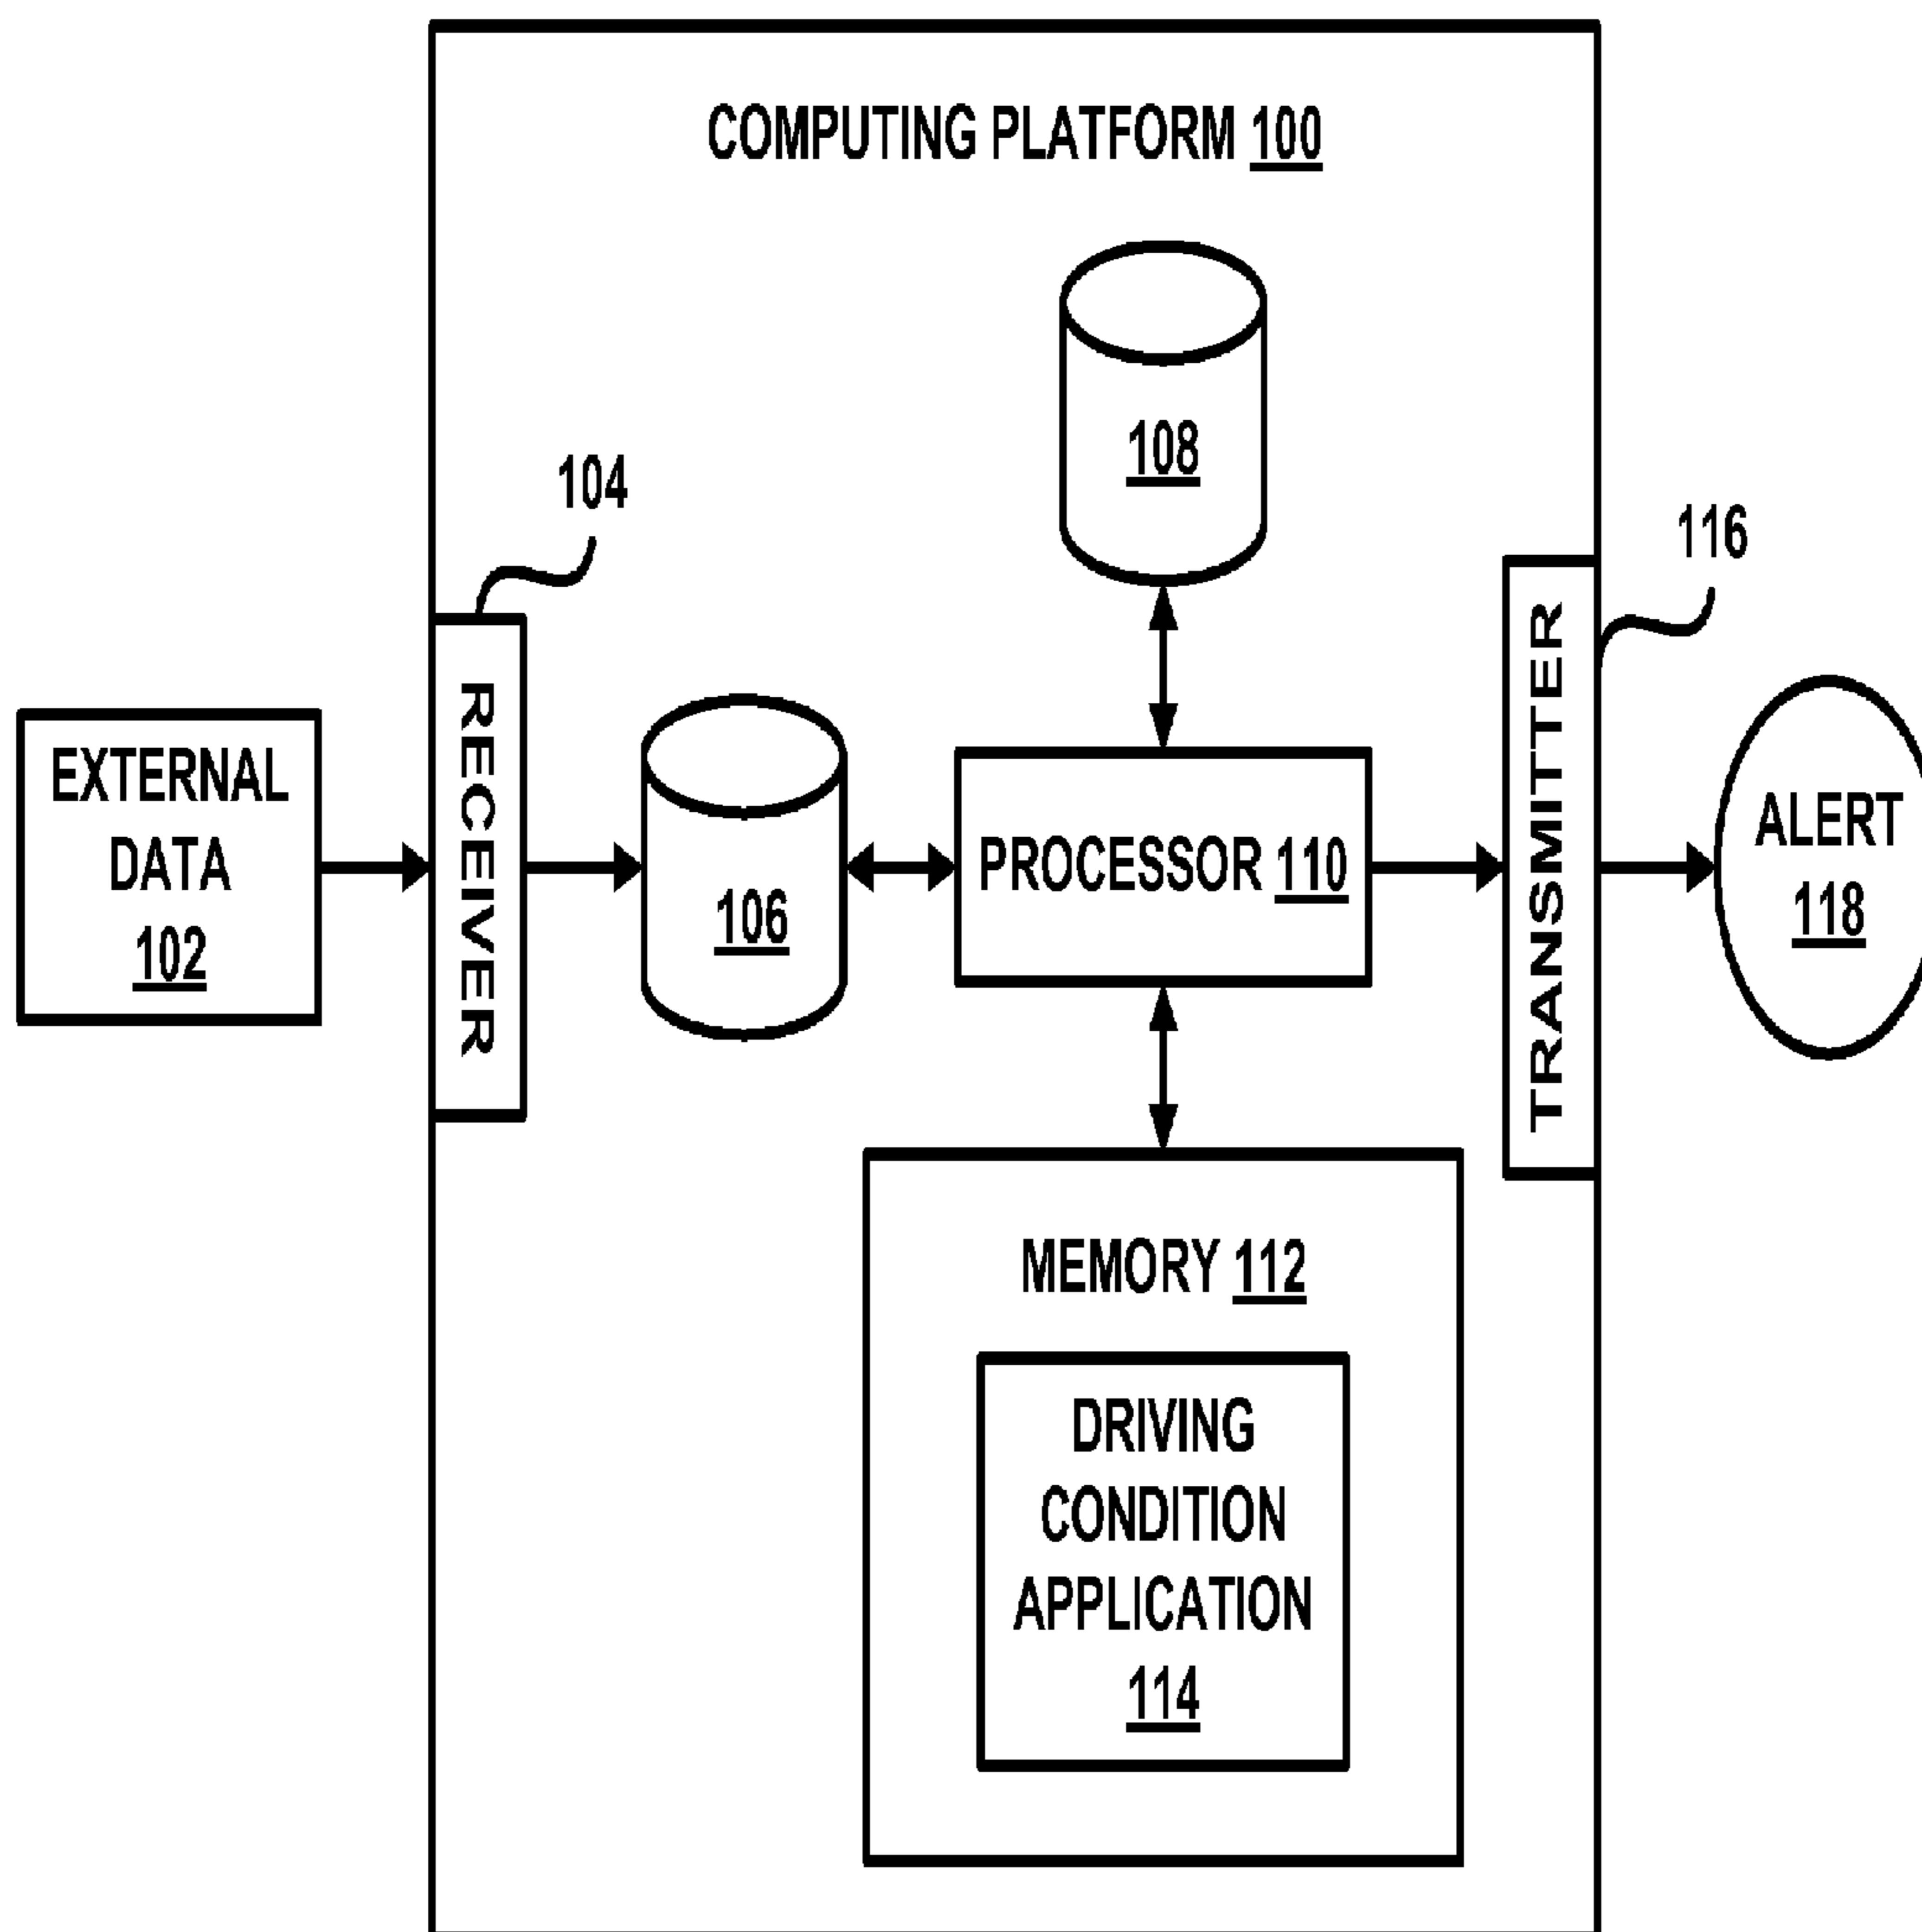 COMPUTING PLATFORM 100
108
104
116
RECEIVER
TRANSMITTER
EXTERNAL
DATA
102
106
PROCESSOR 110
ALERT
118
MEMORY 112
DRIVING
CONDITION
APPLICATION
114